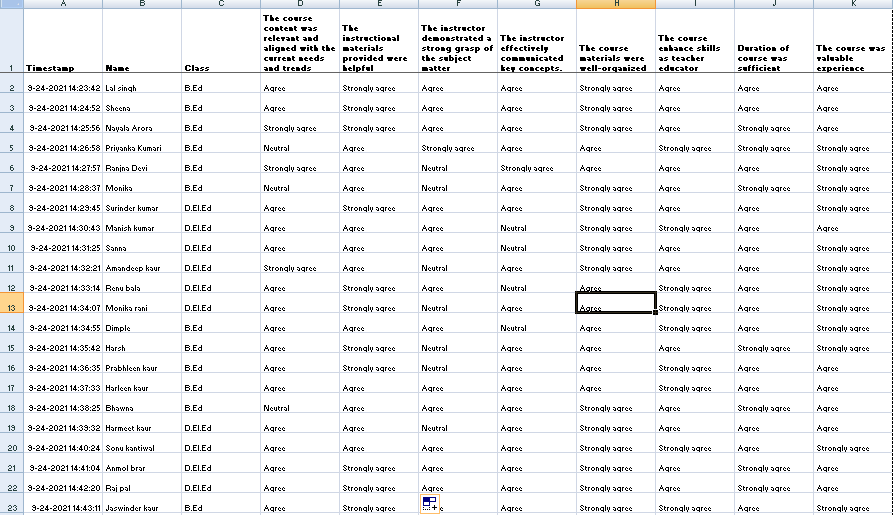 A B C D E F G H I J K
1
Timestamp
Name
Class
The course
content was
relevant and
aligned with the
current needs
and trends
The
instructional
materials
provided were
helpful
The instructor
demonstrated a
strong grasp of
the subject
matter
The instructor
effectively
communicated
key concepts.
The course
materials were
well-organized
The course
enhance skills
as teacher
educator
Duration of
course was
sufficient
The course was
valuable
experience
2 9-24-2021 14:23:42 Lal singh B.Ed Agree Strongly agree Agree Agree Strongly agree Agree Agree Agree
3 9-24-2021 14:24:52 Sheena B.Ed Agree Strongly agree Agree Agree Strongly agree Agree Agree Agree
4 9-24-2021 14:25:56 Nayala Arora B.Ed Strongly agree Strongly agree Agree Agree Strongly agree Agree Strongly agree Agree
5 9-24-2021 14:26:58 Priyanka Kumari B.Ed Neutral Agree Strongly agree Agree Agree Strongly agree Strongly agree Strongly agree
6 9-24-2021 14:27:57 Ranjna Devi B.Ed Strongly agree Agree Neutral Strongly agree Agree Agree Agree Strongly agree
7 9-24-2021 14:28:37 Monika B.Ed Neutral Agree Neutral Agree Strongly agree Agree Strongly agree Strongly agree
8 9-24-2021 14:29:45 Surinder kumar D.El.Ed Agree Strongly agree Agree Agree Strongly agree Agree Agree Strongly agree
9 9-24-2021 14:30:43 Manish kumar D.El.Ed Agree Agree Agree Neutral Strongly agree Strongly agree Agree Agree
10 9-24-2021 14:31:25 Sanna D.El.Ed Agree Agree Agree Neutral Strongly agree Agree Agree Strongly agree
11 9-24-2021 14:32:21 Amandeep kaur D.El.Ed Strongly agree Agree Neutral Agree Strongly agree Agree Agree Strongly agree
12 9-24-2021 14:33:14 Renu bala D.El.Ed Agree Strongly agree Agree Neutral Agree Strongly agree Agree Strongly agree
13 9-24-2021 14:34:07 Monika rani D.El.Ed Agree Strongly agree Neutral Agree Agree Strongly agree Agree Strongly agree
14 9-24-2021 14:34:55 Dimple B.Ed Agree Agree Agree Neutral Agree Strongly agree Agree Strongly agree
15 9-24-2021 14:35:42 Harsh B.Ed Agree Strongly agree Neutral Agree Agree Agree Strongly agree Strongly agree
16 9-24-2021 14:36:35 Prabhleen kaur B.Ed Agree Strongly agree Neutral Agree Agree Strongly agree Agree Strongly agree
17 9-24-2021 14:37:33 Harleen kaur B.Ed Agree Agree Agree Agree Agree Strongly agree Agree Agree
18 9-24-2021 14:38:25 Bhawna B.Ed Neutral Agree Agree Agree Strongly agree Agree Strongly agree Agree
19 9-24-2021 14:39:32 Harmeet kaur D.El.Ed Agree Agree Neutral Agree Strongly agree Agree Agree Agree
20 9-24-2021 14:40:24 Sonu kantiwal D.El.Ed Agree Agree Agree Agree Strongly agree Strongly agree Agree Strongly agree
21 9-24-2021 14:41:04 Anmol brar D.El.Ed Agree Strongly agree Agree Agree Strongly agree Agree Strongly agree Agree
22 9-24-2021 14:42:20 Raj pal D.El.Ed Agree Strongly agree Agree Agree Strongly agree Agree Strongly agree Agree
23 9-24-2021 14:43:11 Jaswinder kaur B.Ed Agree Strongly agree Agree Strongly agree Agree Agree Strongly agree